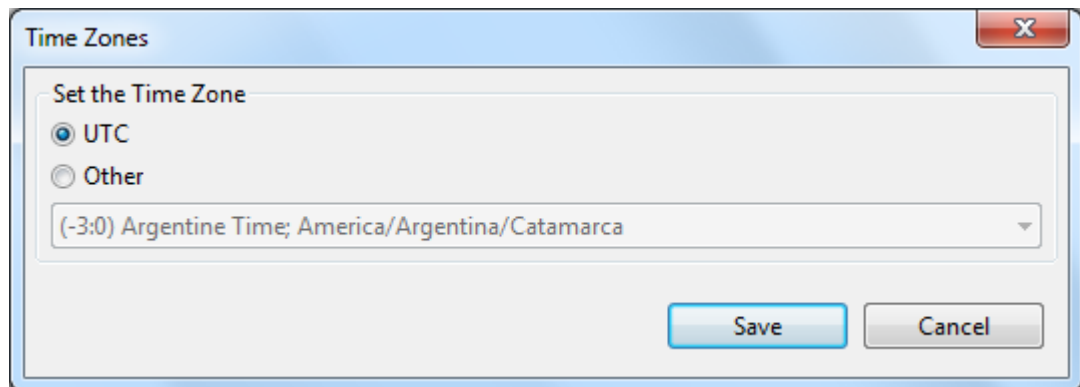 Time Zones
Set the Time Zone
UTC
Other
(-3:0) Argentine Time; America/Argentina/Catamarca
Save Cancel